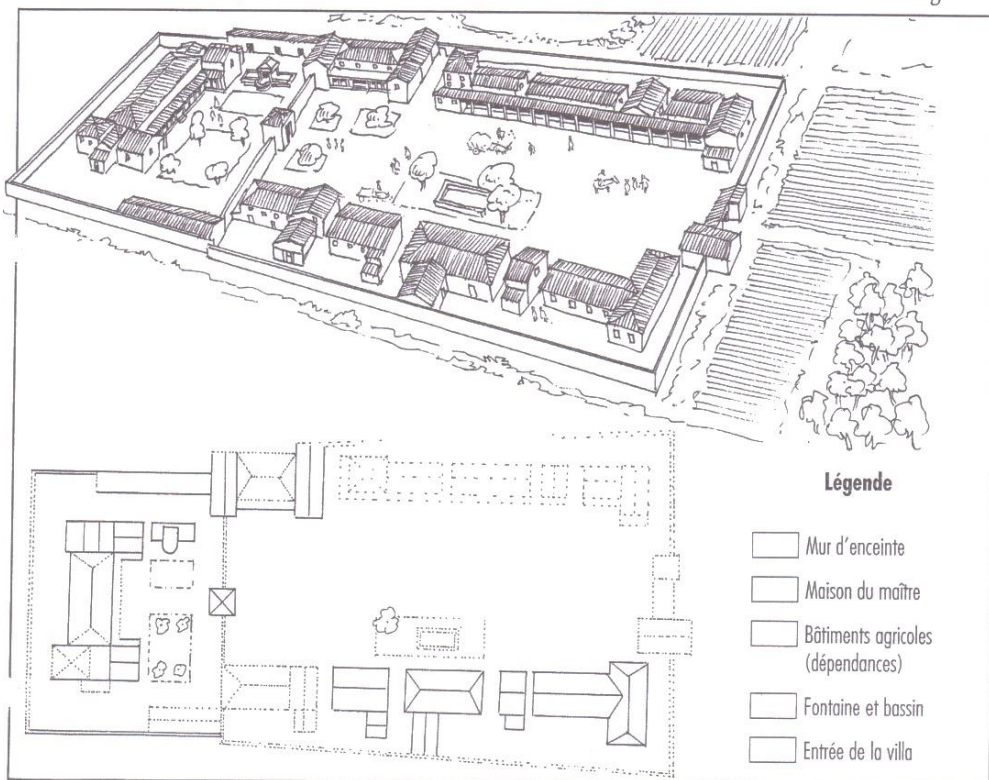 Légende
Mur d'enceinte
Maison du maître
Bâtiments agricoles
(dépendances)
Fontaine et bassin
Entrée de la villa